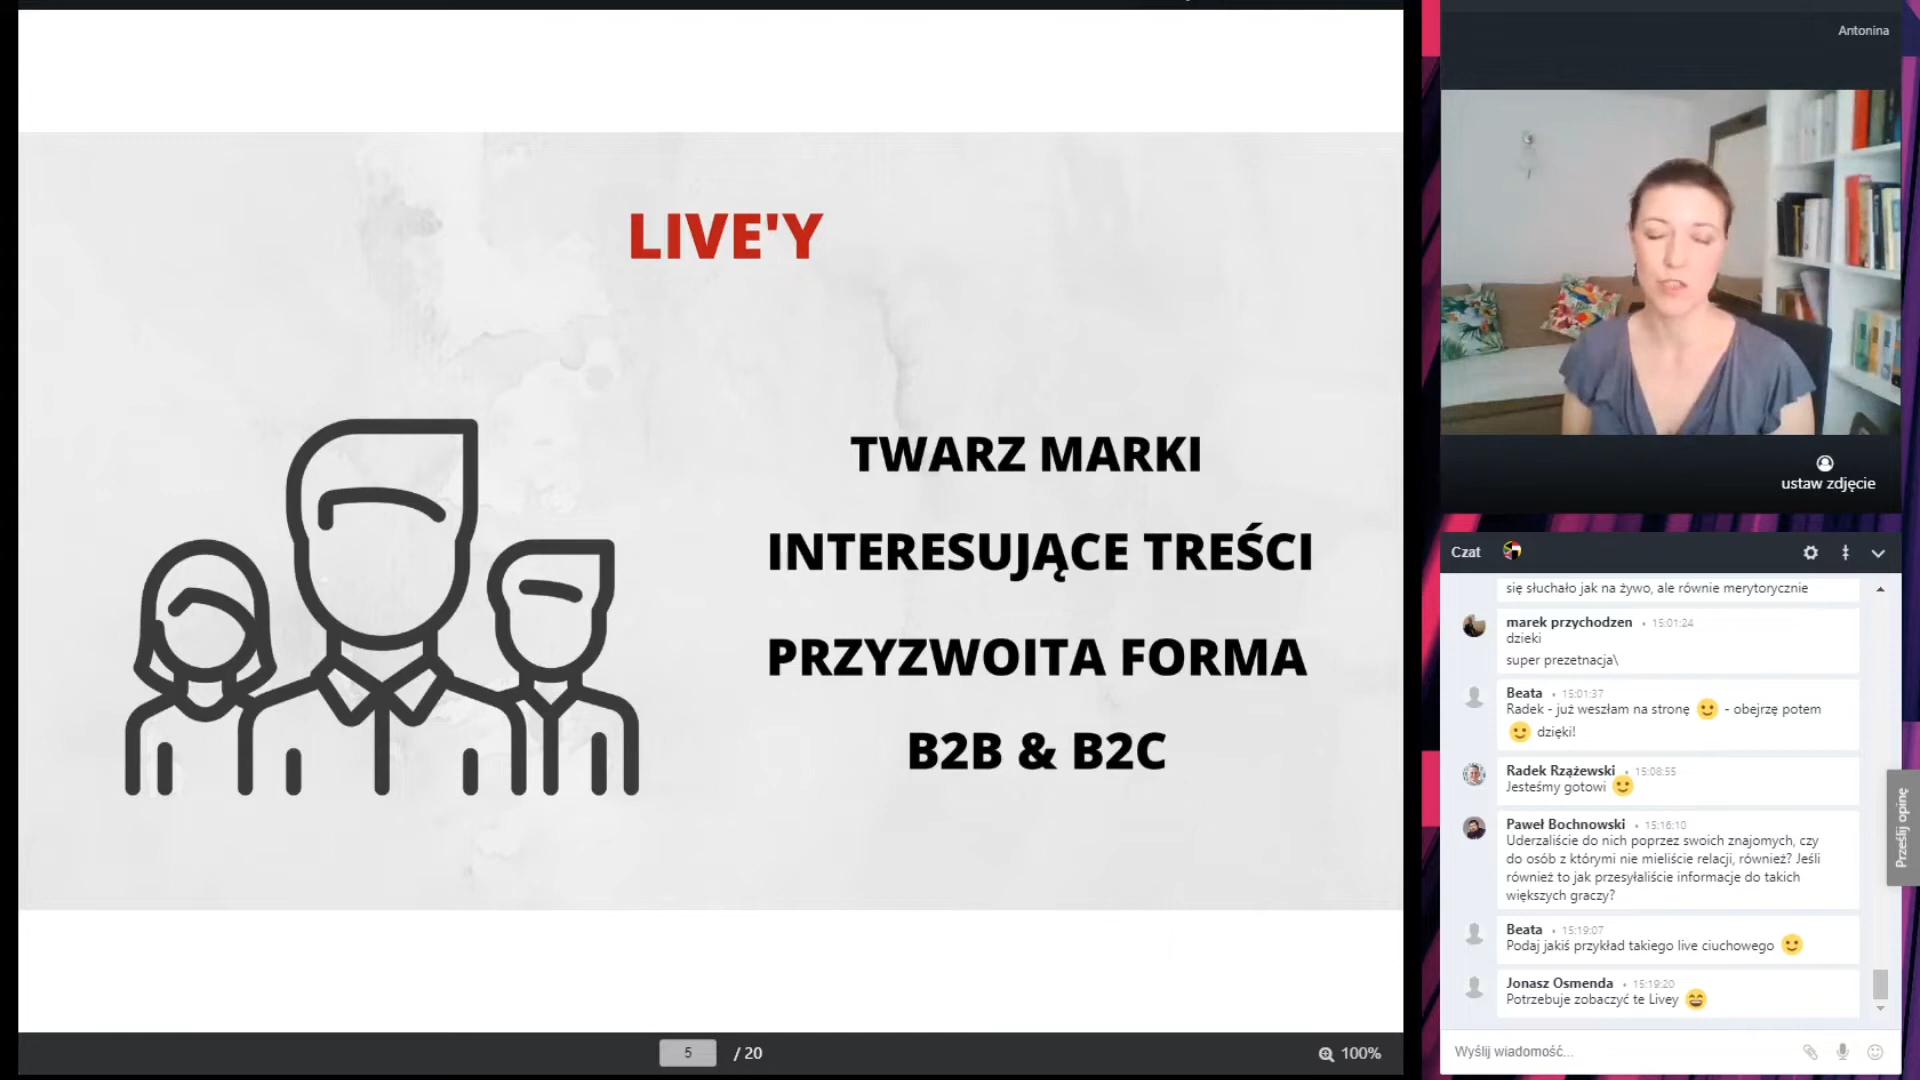 LIVE'Y
TWARZ MARKI
INTERESUJĄCE TREŚCI
PRZYZWOITA FORMA
B2B & B2C
5 / 20
100%
Antonina
ustaw zdjęcie
Czat
się słuchało jak na żywo, ale równie merytorycznie
marek przychodzen • 15:01:24
dzieki
super prezetnacja\
Beata • 15:01:37
Radek - już weszłam na stronę 🙂 - obejrzę potem
🙂 dzięki!
Radek Rzążewski • 15:08:55
Jesteśmy gotowi 🙂
Paweł Bochnowski • 15:16:10
Uderzaliście do nich poprzez swoich znajomych, czy
do osób z którymi nie mieliście relacji, również? Jeśli
również to jak przesyłaliście informacje do takich
większych graczy?
Beata • 15:19:07
Podaj jakiś przykład takiego live ciuchowego 🙂
Jonasz Osmenda • 15:19:20
Potrzebuje zobaczyć te Livey 😄
Wyślij wiadomość...
Prześlij opinię